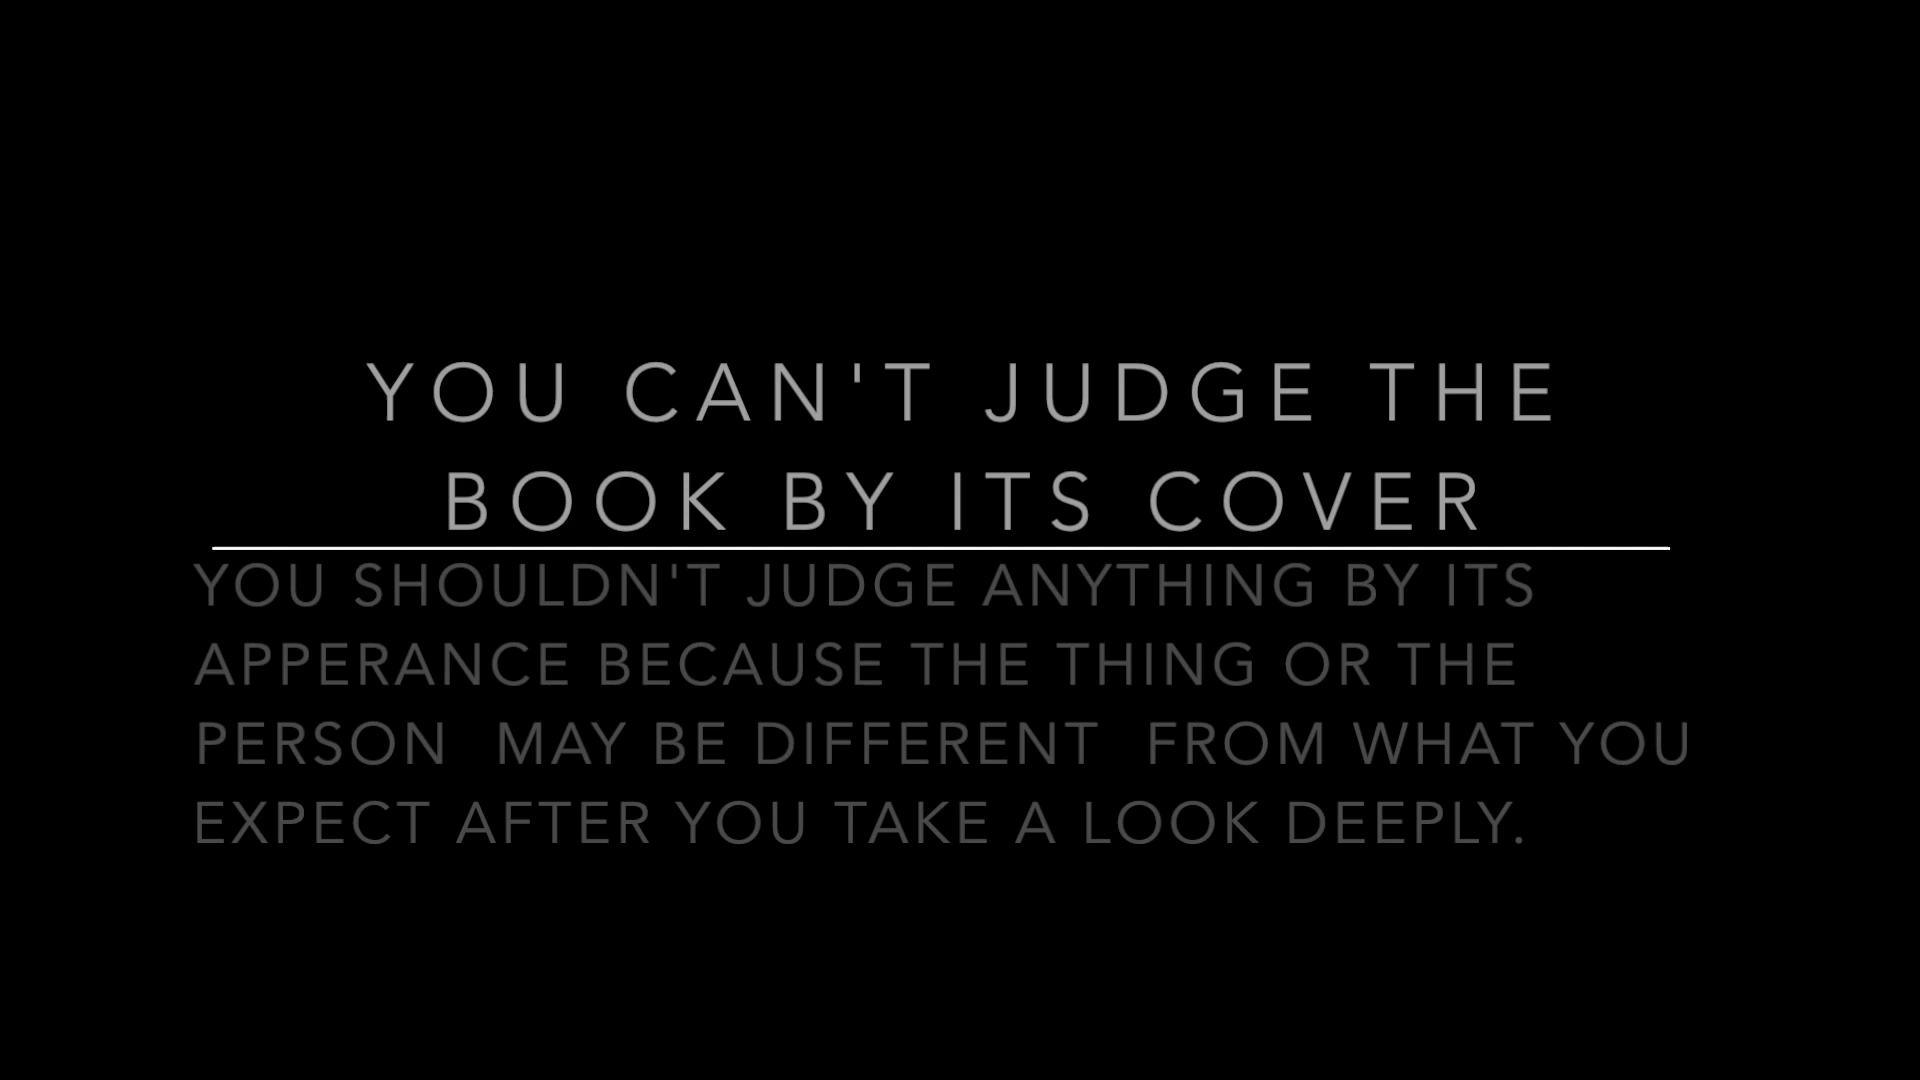 YOU CAN'T JUDGE THE
BOOK BY ITS COVER
YOU SHOULDN'T JUDGE ANYTHING BY ITS
APPERANCE BECAUSE THE THING OR THE
PERSON  MAY BE DIFFERENT  FROM WHAT YOU
EXPECT AFTER YOU TAKE A LOOK DEEPLY.